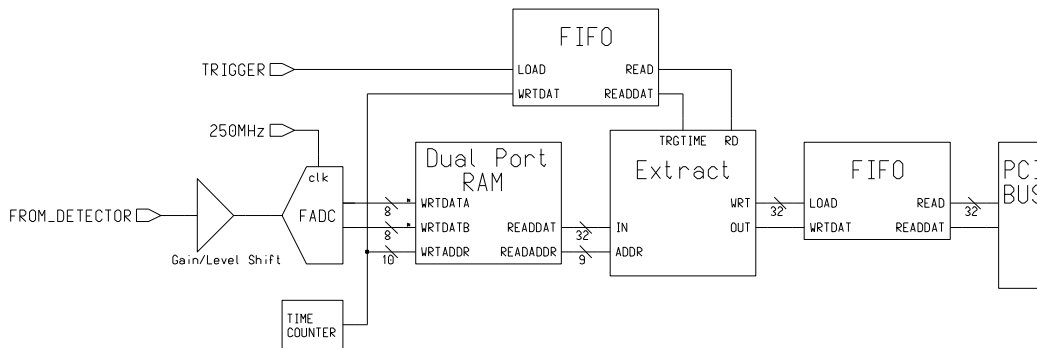 FIFO
TRIGGER
LOAD
READ
WRTDAT
READDAT
250MHz
TRGTIME RD
clk
Dual Port
RAM
Extract
FIFO
PCI
BUS
FROM_DETECTOR
FADC
8
WRTDATA
8
WRTDATB
READDAT
32
IN
WRT
32
LOAD
READ
32
OUT
WRTDAT
READDAT
10
WRTADDR
READADDR
9
ADDR
Gain/Level Shift
TIME
COUNTER